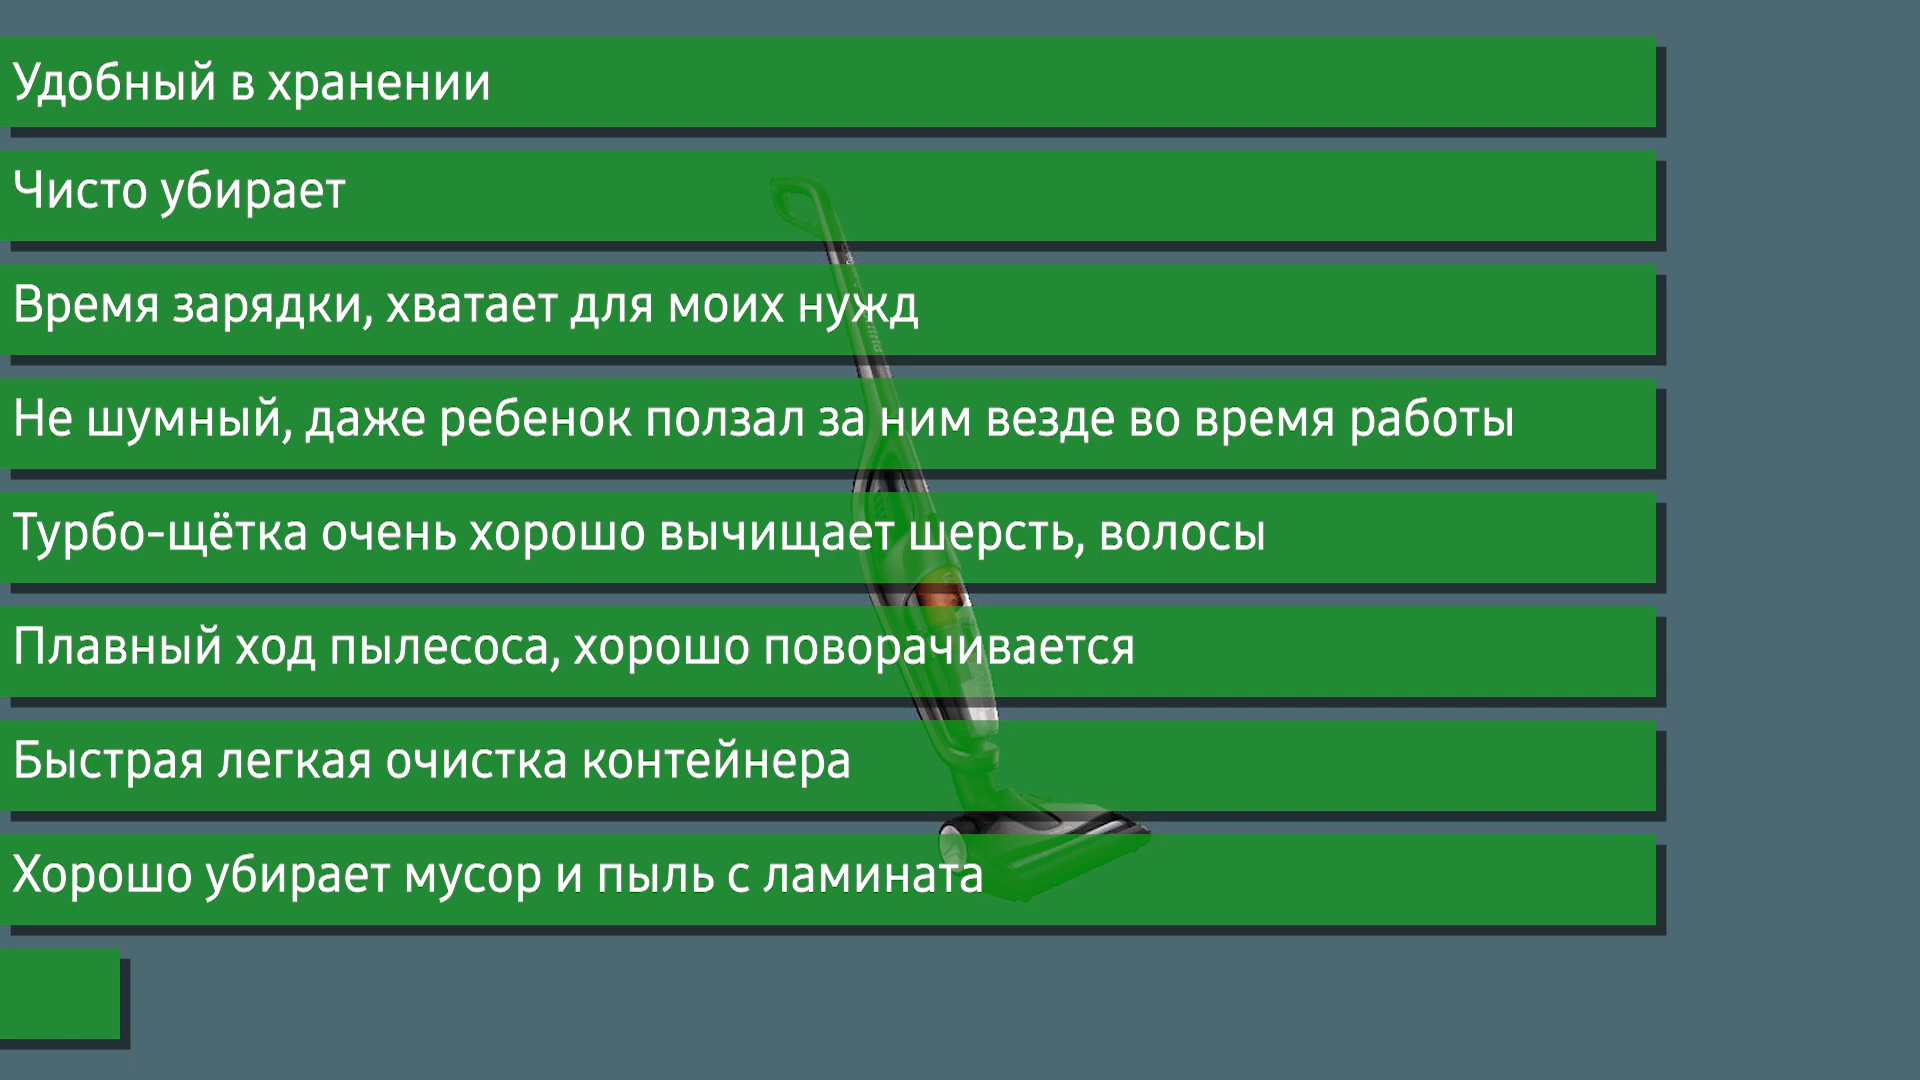 Удобный в хранении
Чисто убирает
Время зарядки, хватает для моих нужд
Не шумный, даже ребенок ползал за ним везде во время работы
Турбо-щётка очень хорошо вычищает шерсть, волосы
Плавный ход пылесоса, хорошо поворачивается
Быстрая легкая очистка контейнера
Хорошо убирает мусор и пыль с ламината